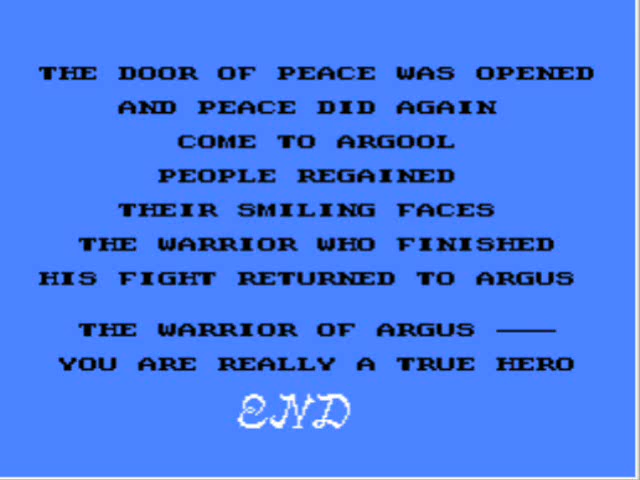 THE DOOR OF PEACE WAS OPENED
AND PEACE DID AGAIN
COME TO ARGOOL
PEOPLE REGAINED
THEIR SMILING FACES
THE WARRIOR WHO FINISHED
HIS FIGHT RETURNED TO ARGUS
THE WARRIOR OF ARGUS ——
YOU ARE REALLY A TRUE HERO
END